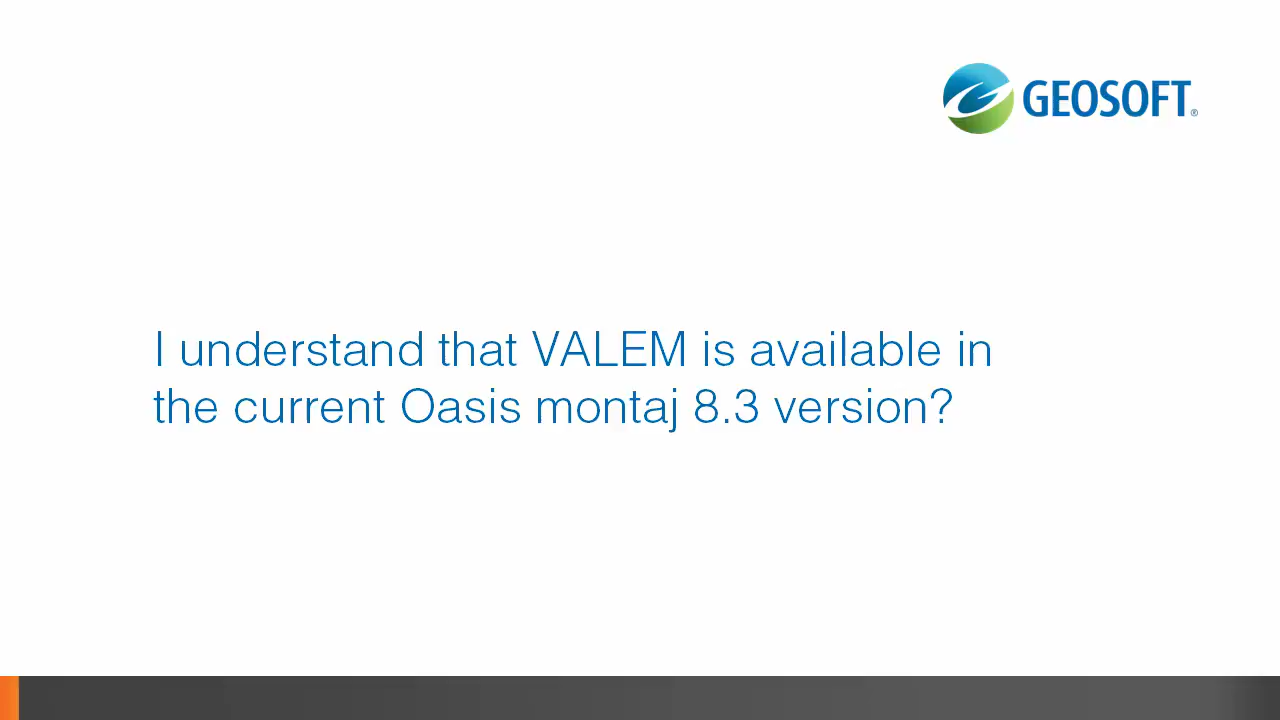 GEOSOFT®
I understand that VALEM is available in
the current Oasis montaj 8.3 version?